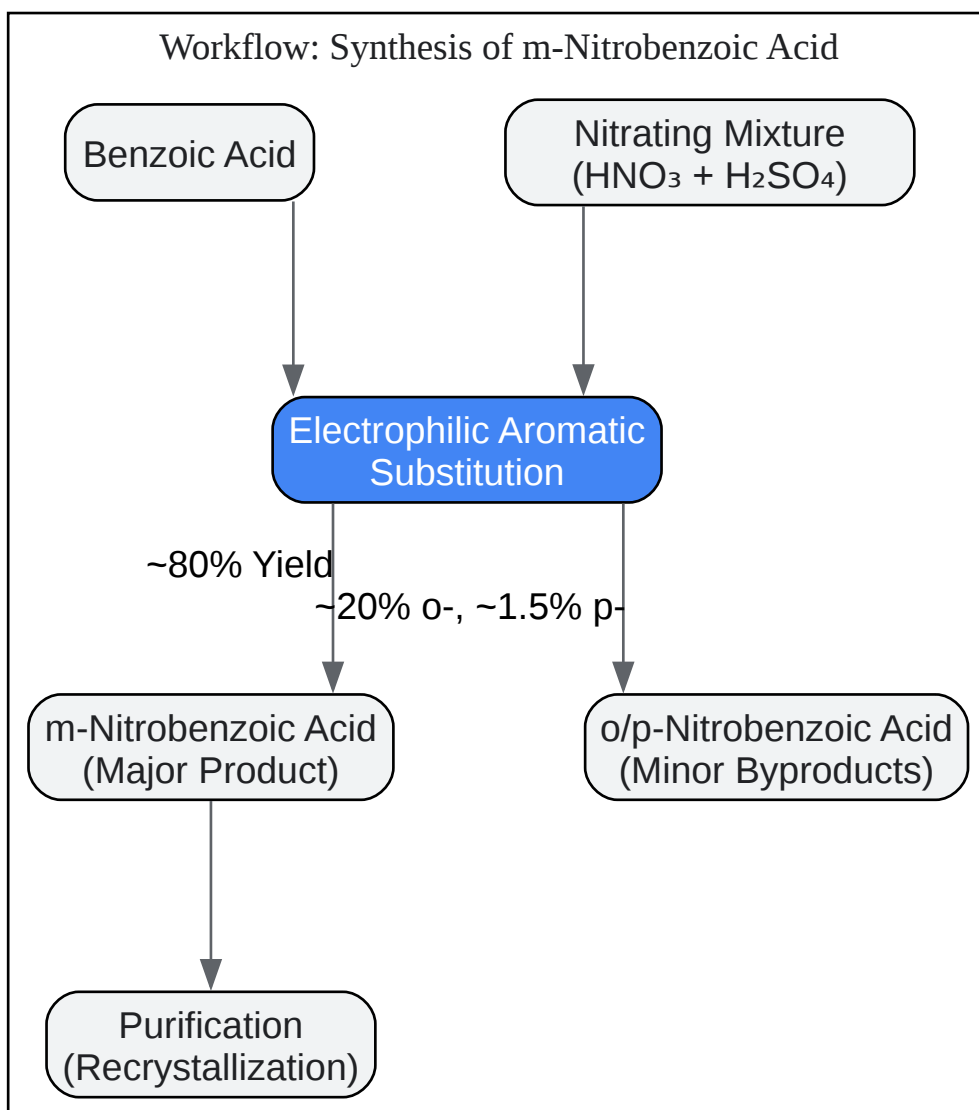 Workflow: Synthesis of m-Nitrobenzoic Acid
Benzoic Acid
Nitrating Mixture
(HNO₃ + H₂SO₄)
Electrophilic Aromatic
Substitution
~80% Yield
~20% o-, ~1.5% p-
m-Nitrobenzoic Acid
(Major Product)
o/p-Nitrobenzoic Acid
(Minor Byproducts)
Purification
(Recrystallization)